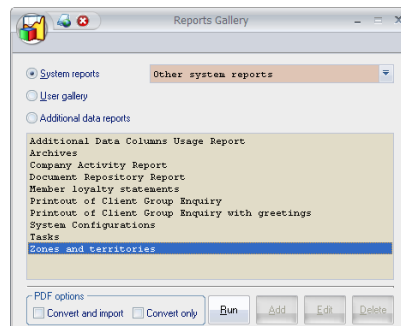 Reports Gallery
System reports
Other system reports
User gallery
Additional data reports
Additional Data Columns Usage Report
Archives
Company Activity Report
Document Repository Report
Member loyalty statements
Printout of Client Group Enquiry
Printout of Client Group Enquiry with greetings
System Configurations
Tasks
Zones and territories
PDF options
Convert and import Convert only Run Add Edit Delete